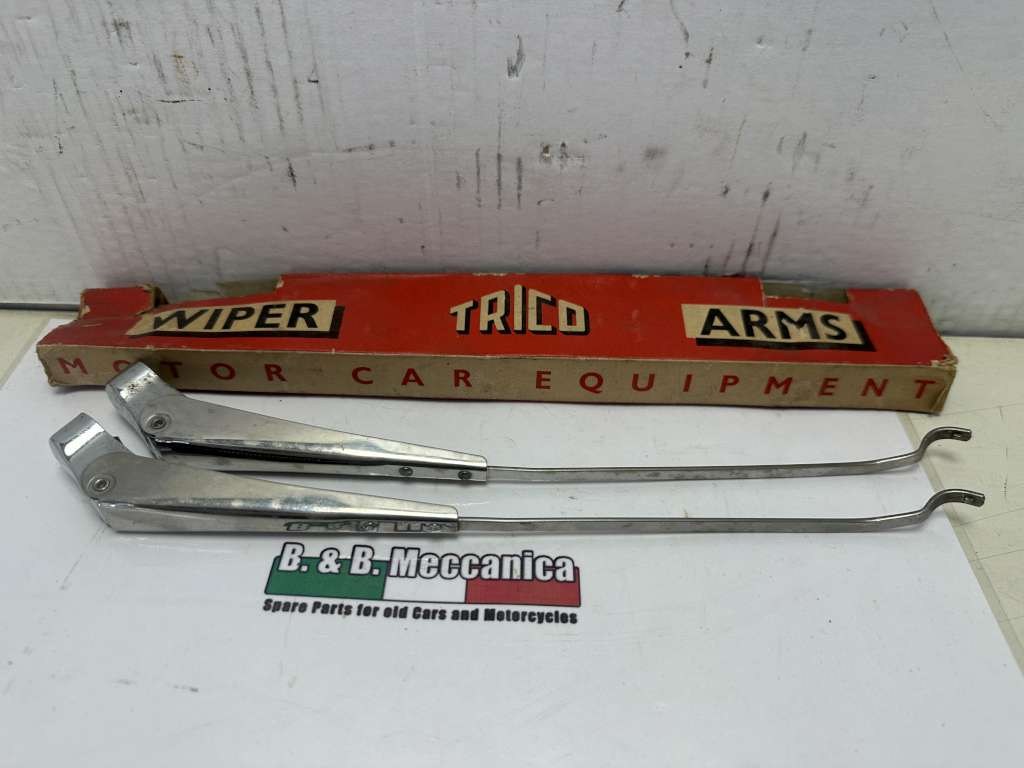 WIPER TRICO ARMS
MOTOR CAR EQUIPMENT
B. & B. Meccanica
Spare Parts for old Cars and Motorcycles